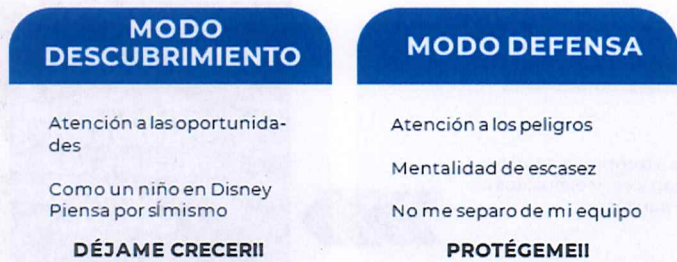 MODO
DESCUBRIMIENTO
Atención a las oportunida-
des
Como un niño en Disney
Piensa por sí mismo
DÉJAME CRECER!!
MODO DEFENSA
Atención a los peligros
Mentalidad de escasez
No me separo de mi equipo
PROTÉGEME!!